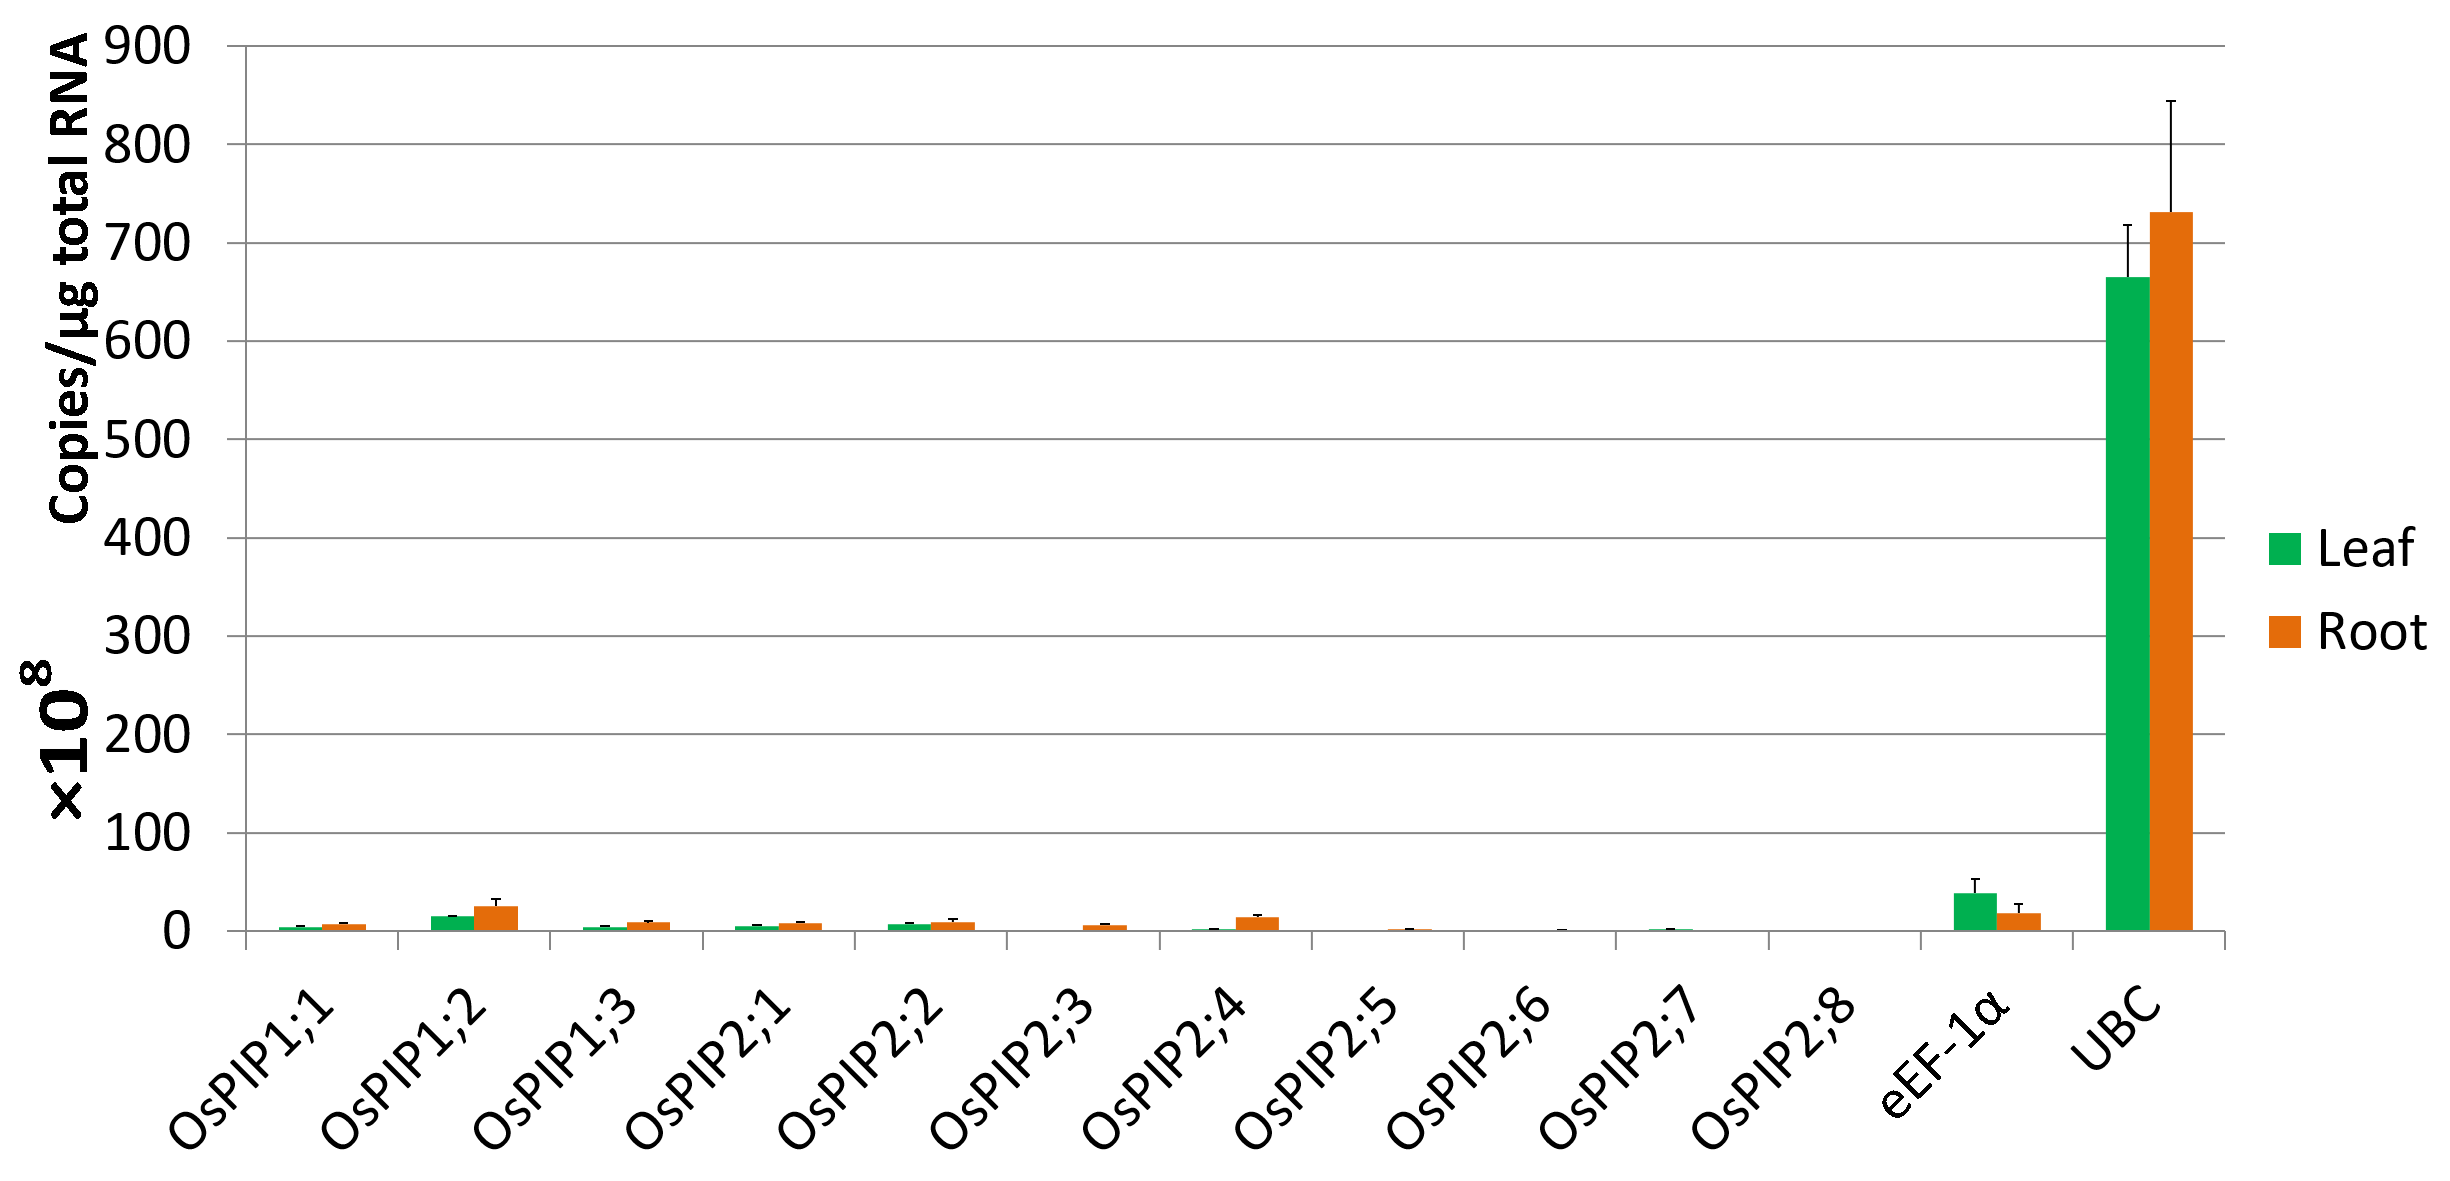 Copies/µg total RNA
×10⁸
900
800
700
600
500
400
300
200
100
0
OsPIP1;1
OsPIP1;2
OsPIP1;3
OsPIP2;1
OsPIP2;2
OsPIP2;3
OsPIP2;4
OsPIP2;5
OsPIP2;6
OsPIP2;7
OsPIP2;8
eEF-1α
UBC
Leaf
Root